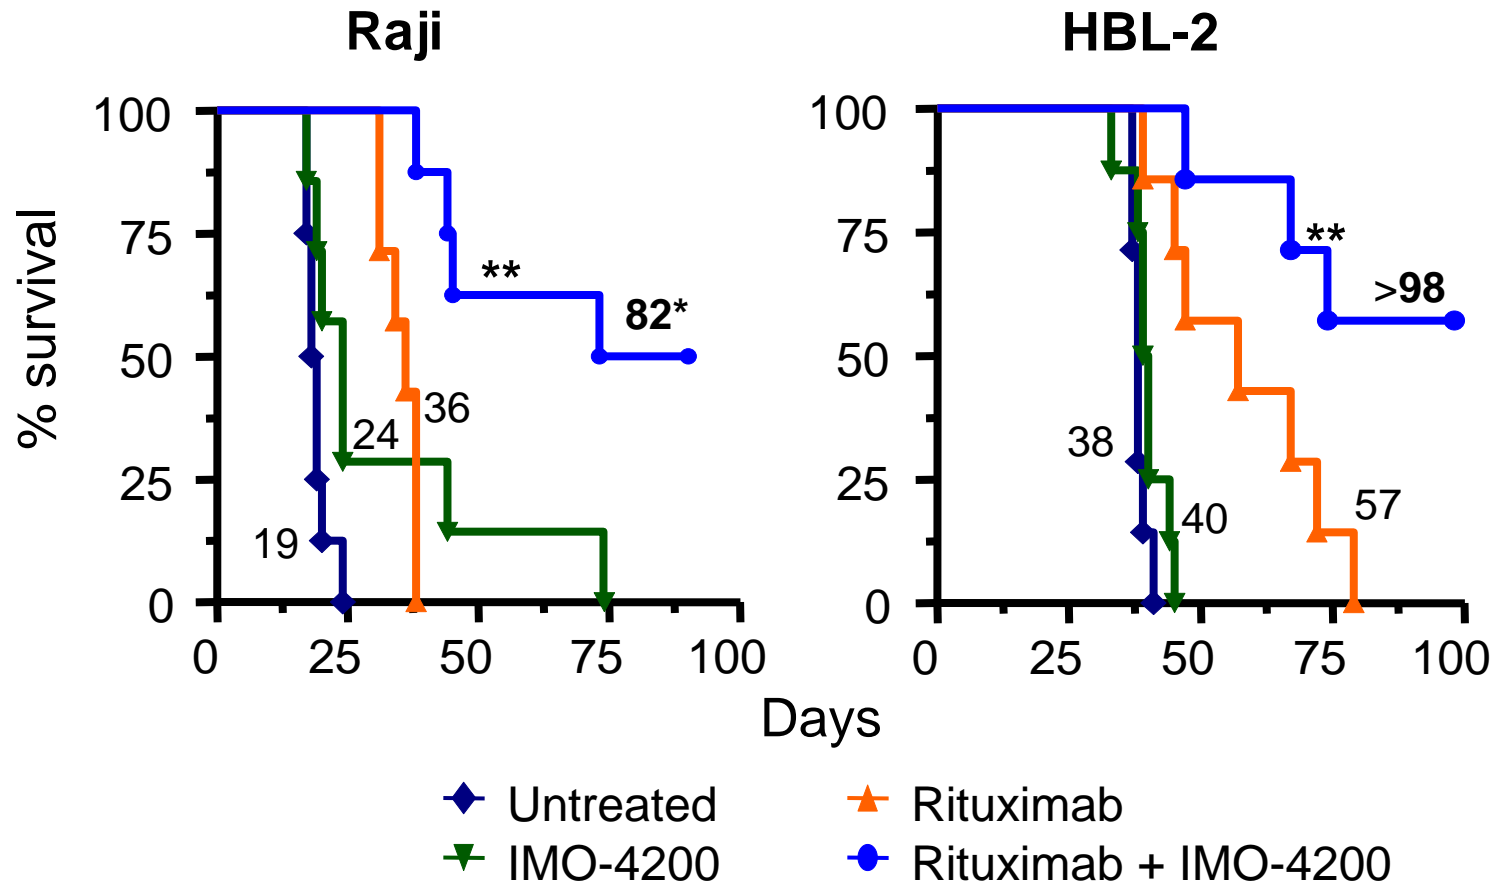 Raji
HBL-2
% survival
100
75
50
25
0
0 25 50 75 100
**
82*
36
24
19
100
75
50
25
0
0 25 50 75 100
**
>98
38
40
57
Days
Untreated
Rituximab
IMO-4200
Rituximab + IMO-4200